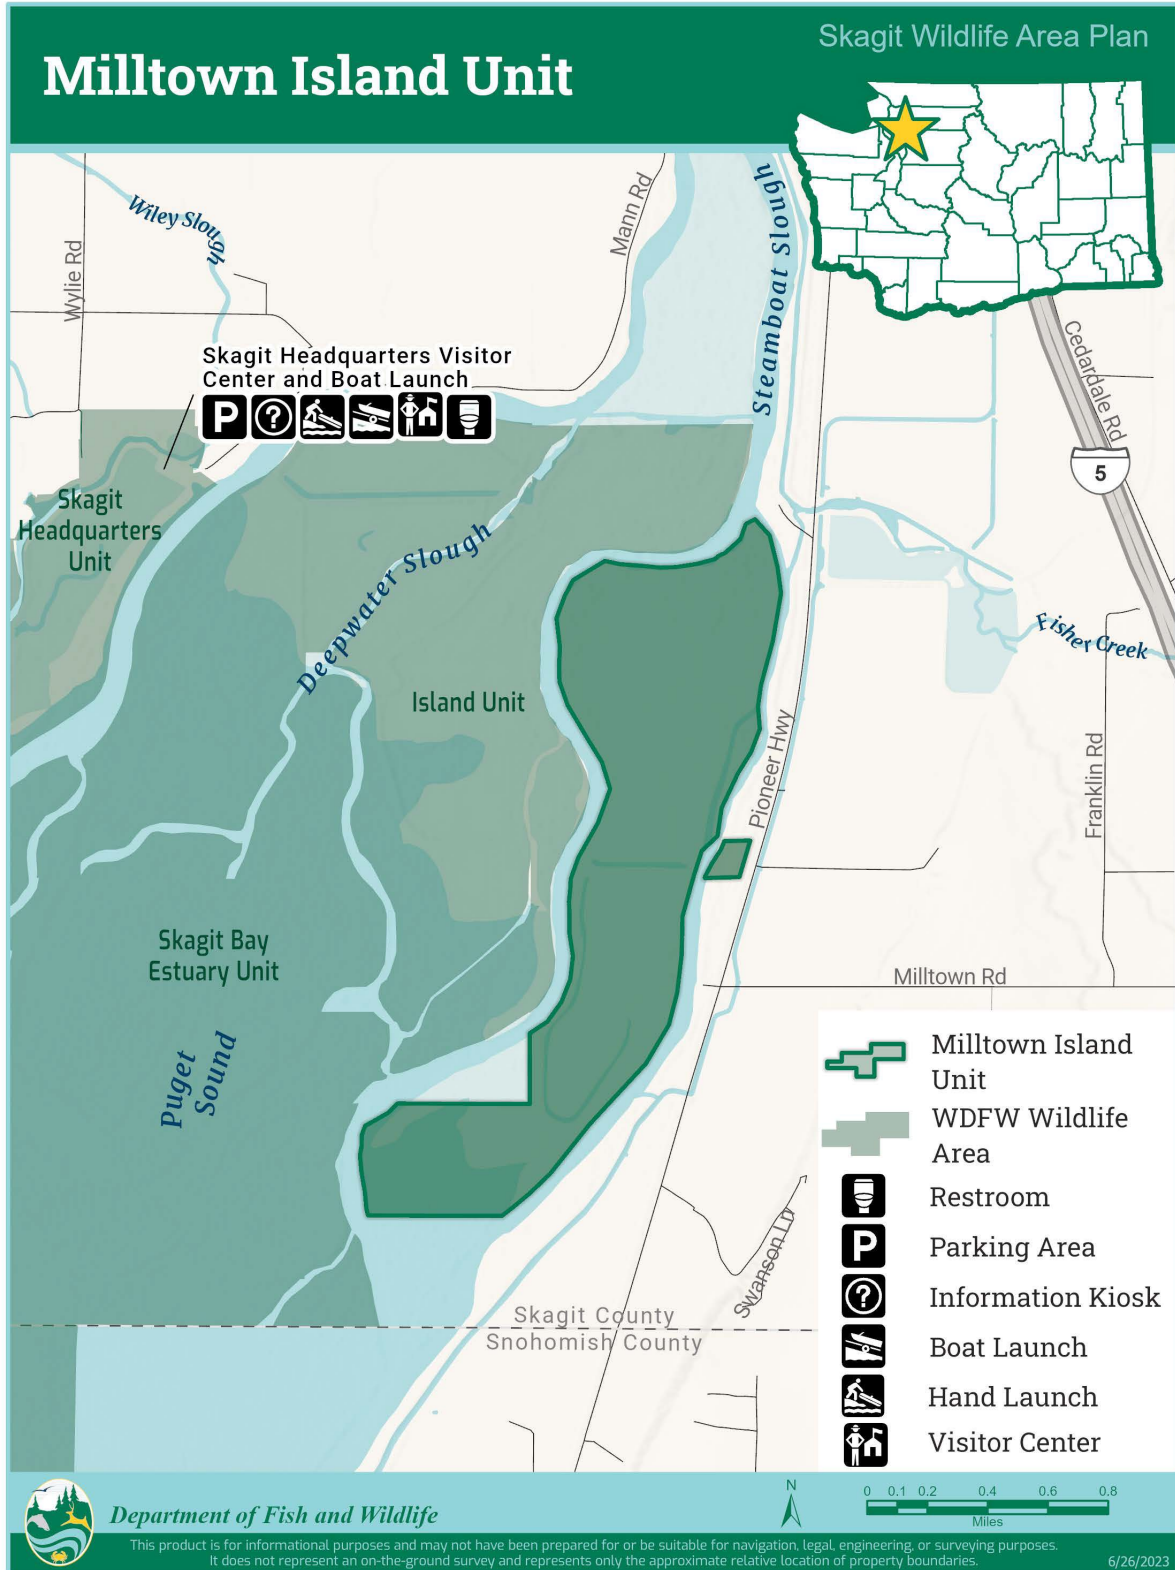 Skagit Wildlife Area Plan
Milltown Island Unit
Wiley Slough
Wylie Rd
Mann Rd
Steamboat Slough
Cedardale Rd
5
Skagit Headquarters Visitor
Center and Boat Launch
P
?
Skagit
Headquarters
Unit
Deepwater Slough
Fisher Creek
Island Unit
Pioneer Hwy
Franklin Rd
Skagit Bay
Estuary Unit
Milltown Rd
Puget
Sound
Swanson Ln
Skagit County
Snohomish County
Milltown Island
Unit
WDFW Wildlife
Area
Restroom
P
Parking Area
?
Information Kiosk
Boat Launch
Hand Launch
Visitor Center
Department of Fish and Wildlife
N
0 0.1 0.2 0.4 0.6 0.8
Miles
This product is for informational purposes and may not have been prepared for or be suitable for navigation, legal, engineering, or surveying purposes.
It does not represent an on-the-ground survey and represents only the approximate relative location of property boundaries.
6/26/2023